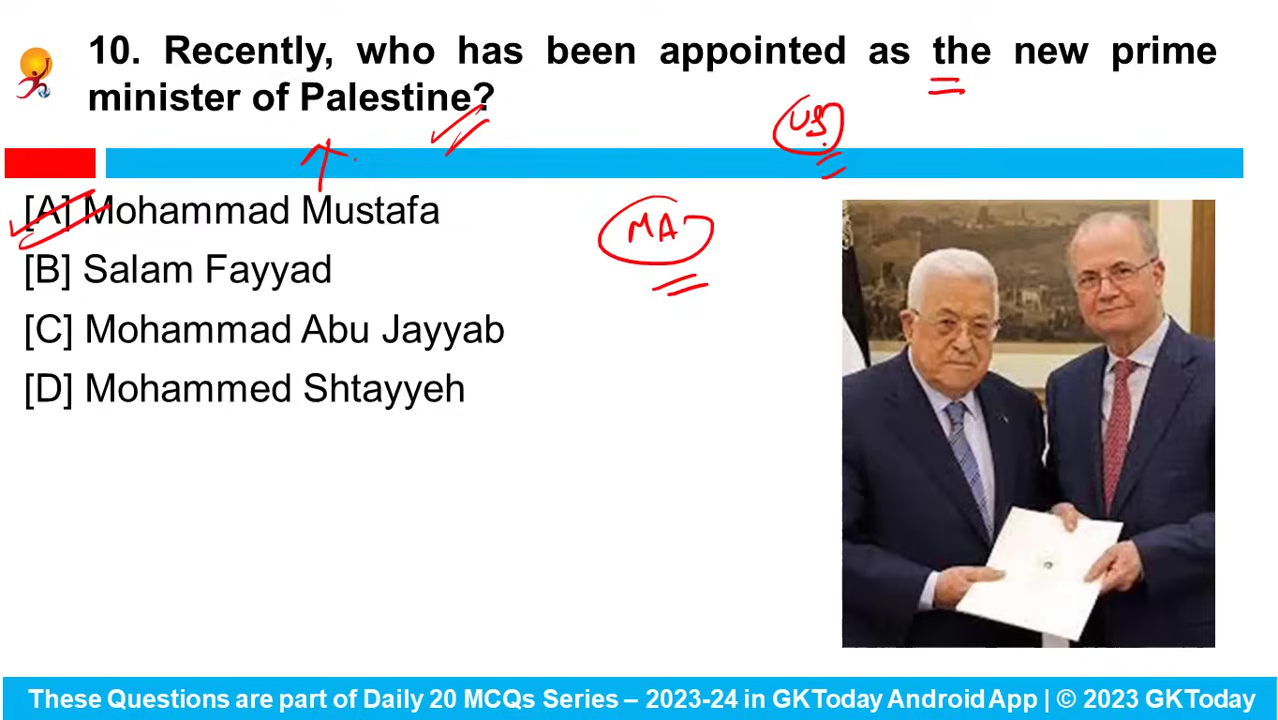 10. Recently, who has been appointed as the new prime
minister of Palestine?
US
[A] Mohammad Mustafa
MA
[B] Salam Fayyad
[C] Mohammad Abu Jayyab
[D] Mohammed Shtayyeh
These Questions are part of Daily 20 MCQs Series – 2023-24 in GKToday Android App | © 2023 GKToday